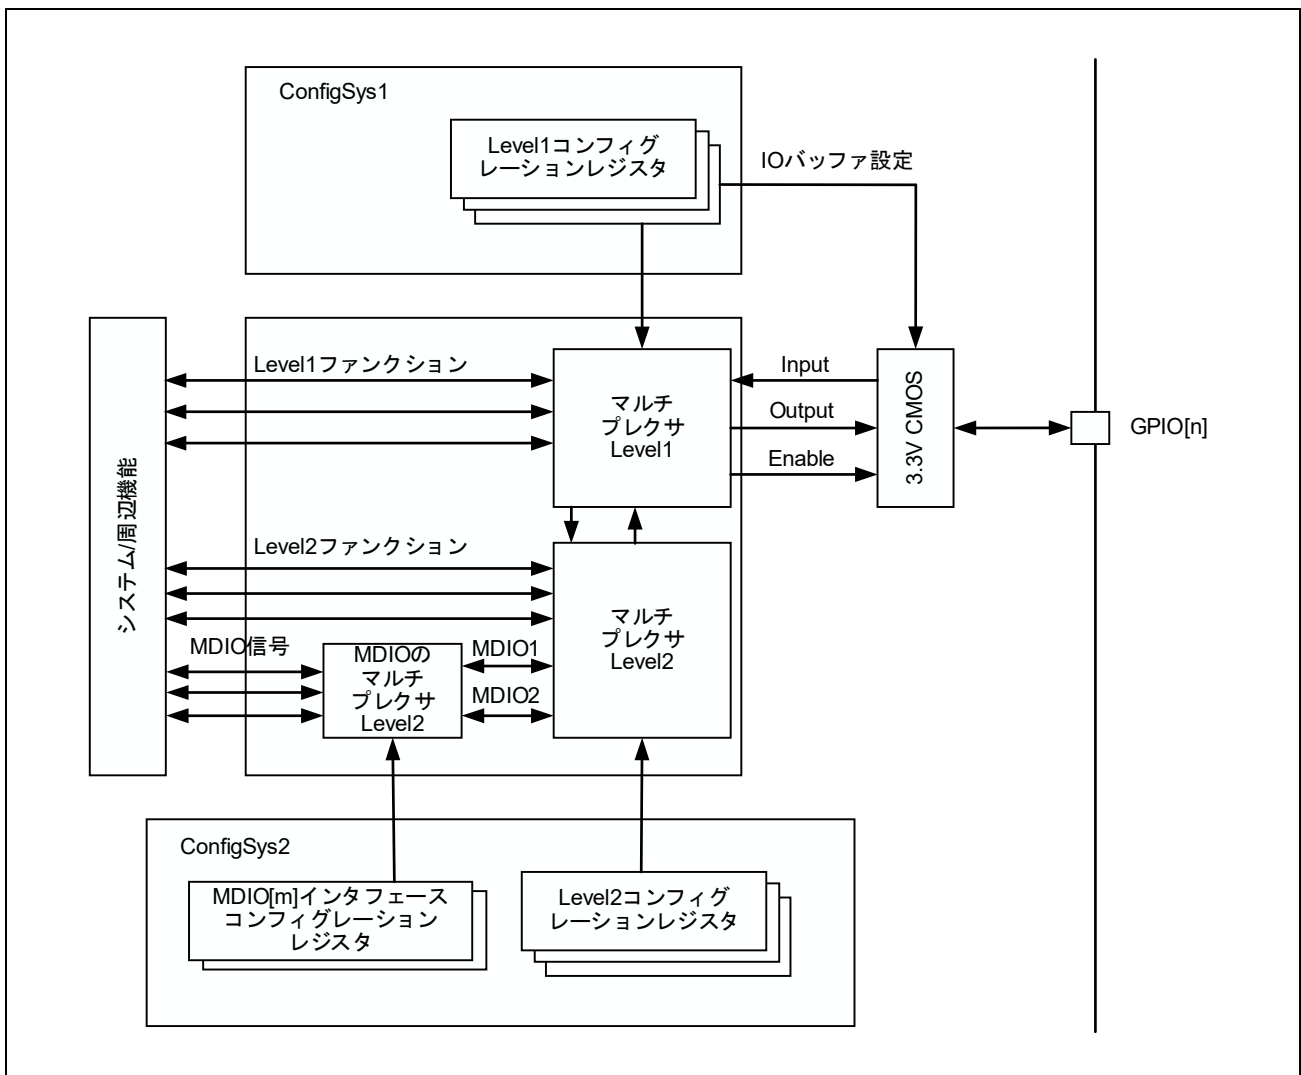 ConfigSys1
Level1コンフィグ
レーションレジスタ
IOバッファ設定
Level1ファンクション
マルチ
プレクサ
Level1
Input
Output
Enable
3.3V CMOS
GPIO[n]
システム/周辺機能
Level2ファンクション
マルチ
プレクサ
Level2
MDIO信号
MDIOの
マルチ
プレクサ
Level2
MDIO1
MDIO2
ConfigSys2
MDIO[m]インタフェース
コンフィグレーション
レジスタ
Level2コンフィグ
レーションレジスタ